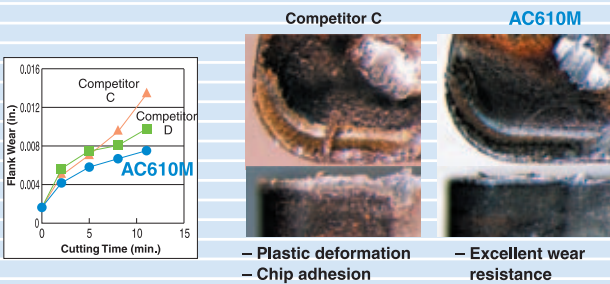 Competitor C
AC610M
0.016
0.012
0.008
0.004
0
Flank Wear (in.)
Competitor
C
Competitor
D
AC610M
0
5
10
15
Cutting Time (min.)
– Plastic deformation
– Chip adhesion
– Excellent wear
resistance